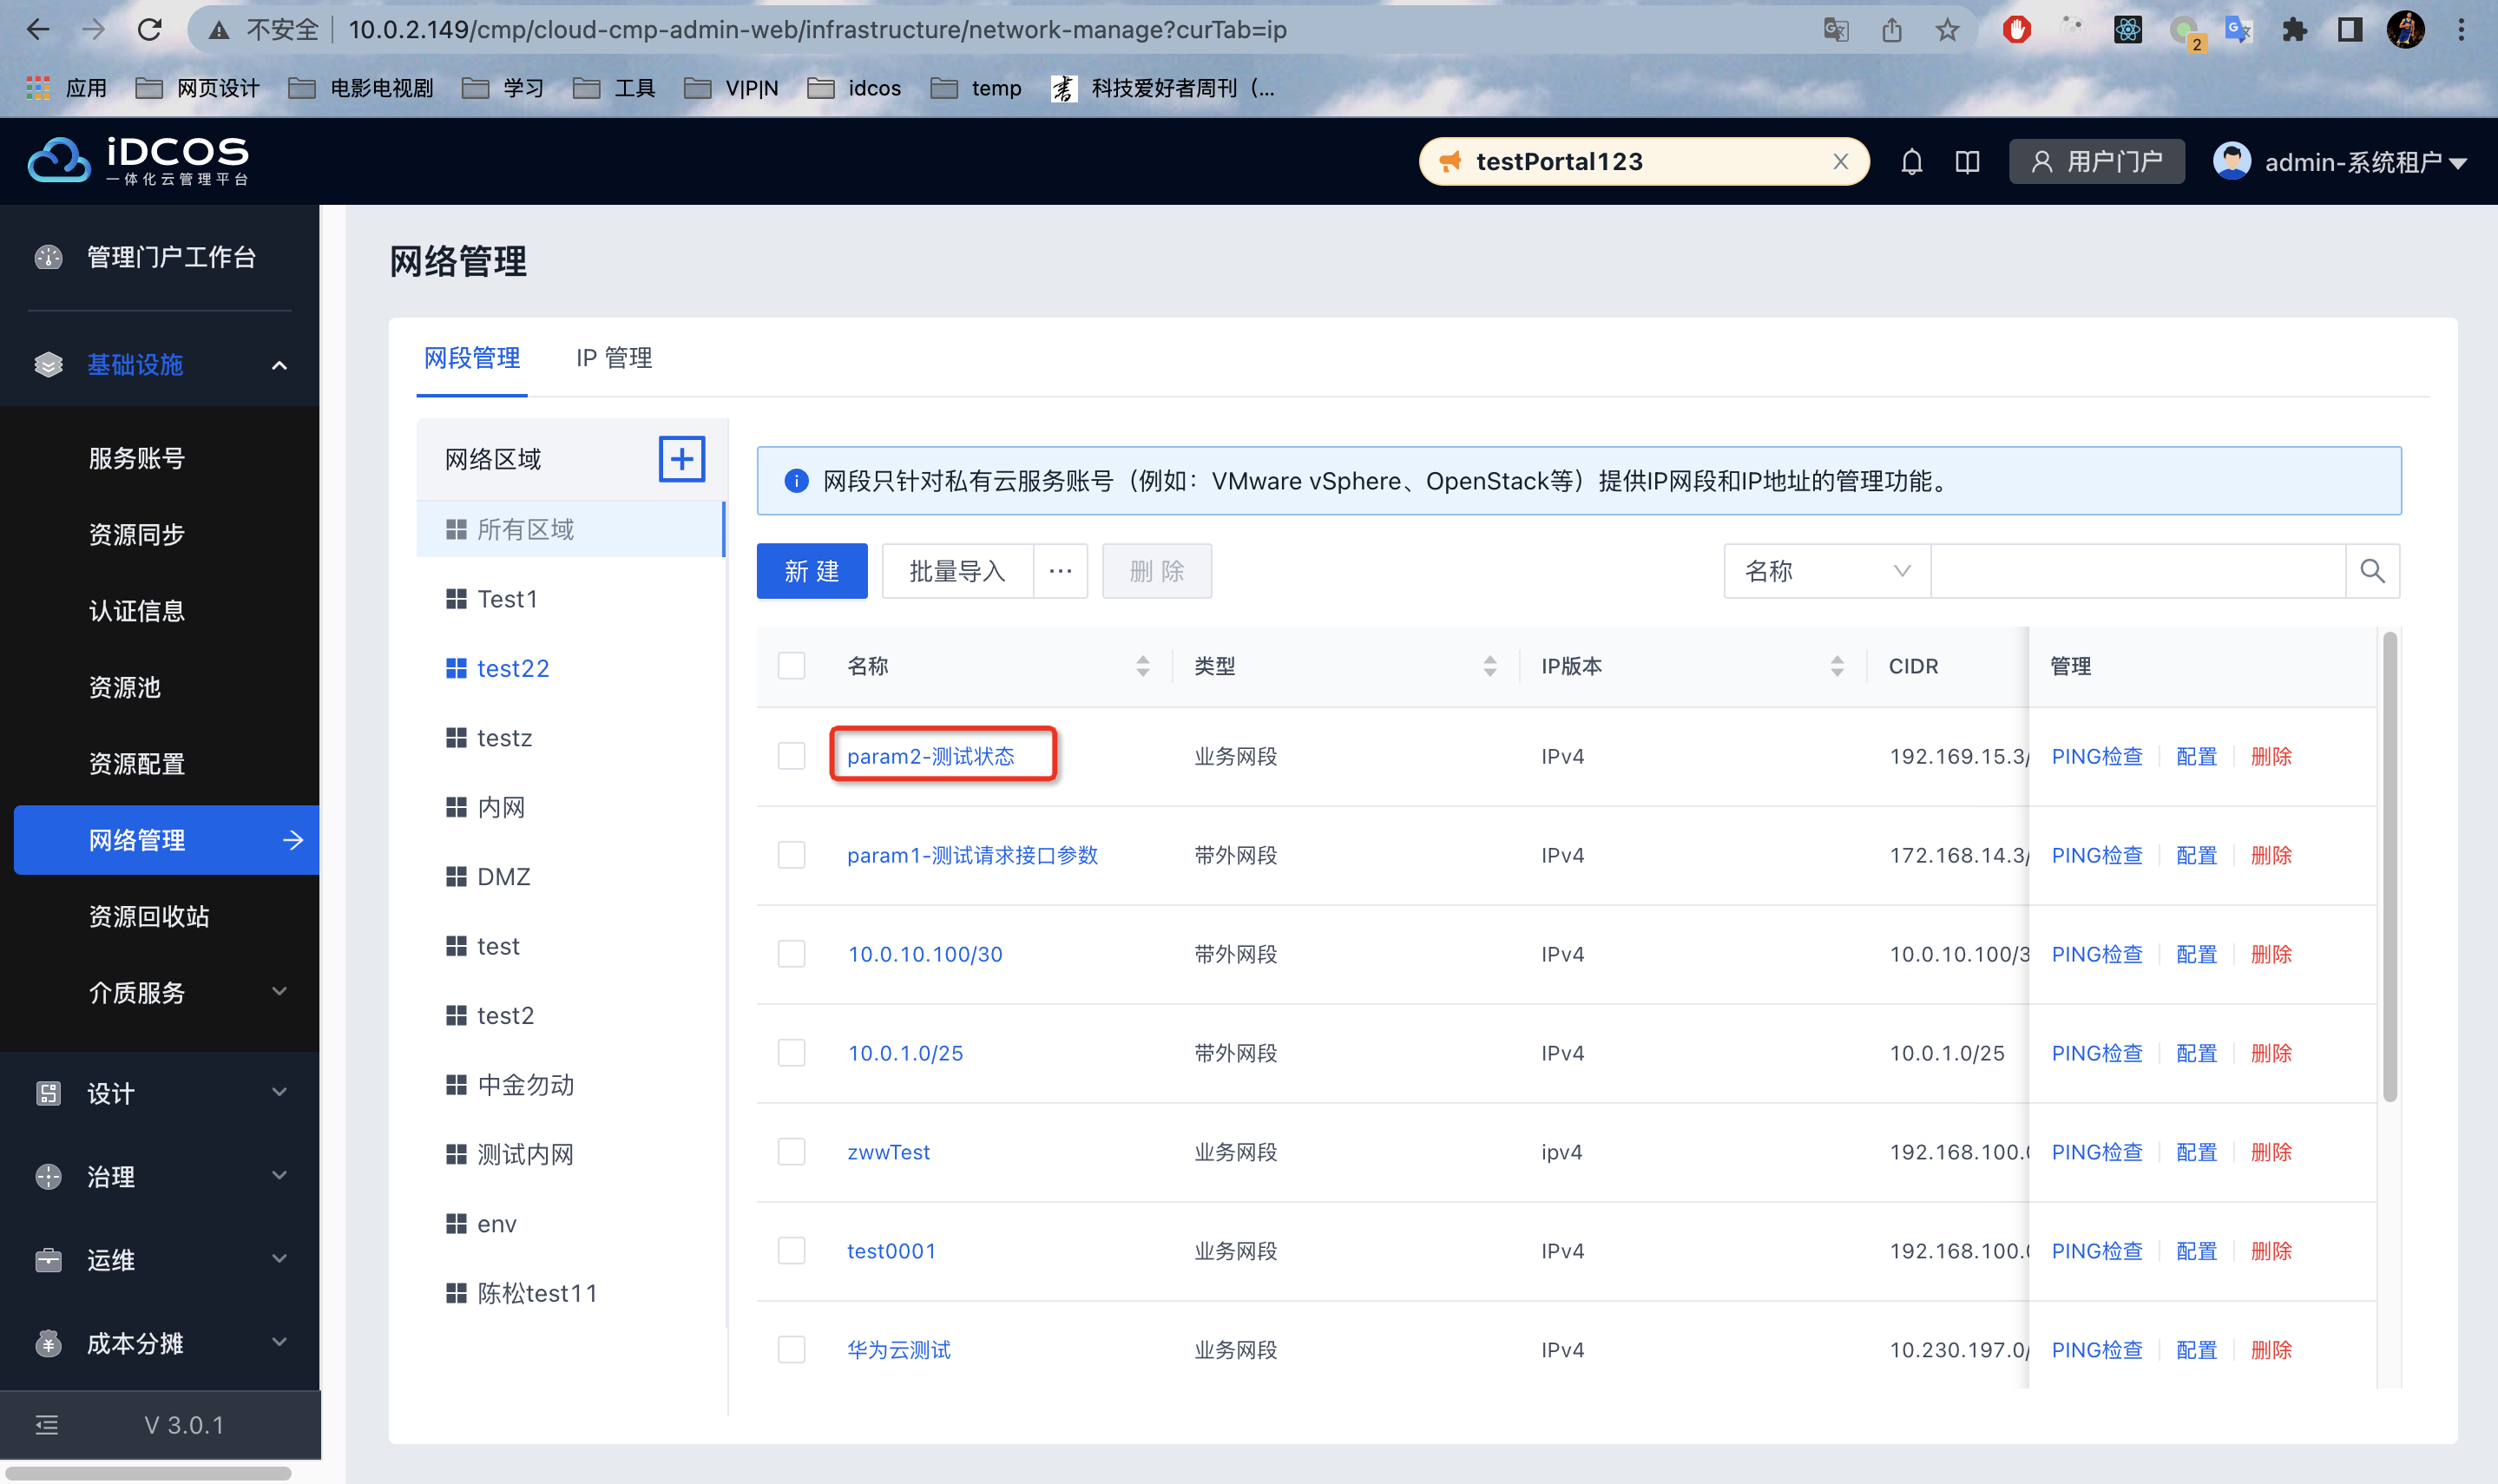 不安全 10.0.2.149/cmp/cloud-cmp-admin-web/infrastructure/network-manage?curTab=ip
2
应用 网页设计 电影电视剧 学习 工具 V|P|N idcos temp 科技爱好者周刊（...
iDCOS
一体化云管理平台
testPortal123 X 用户门户 admin-系统租户
管理门户工作台
基础设施
服务账号
资源同步
认证信息
资源池
资源配置
网络管理
资源回收站
介质服务
设计
治理
运维
成本分摊
V 3.0.1
网络管理
网段管理 IP 管理
网络区域
所有区域
Test1
test22
testz
内网
DMZ
test
test2
中金勿动
测试内网
env
陈松test11
网段只针对私有云服务账号（例如：VMware vSphere、OpenStack等）提供IP网段和IP地址的管理功能。
新 建 批量导入 ··· 删 除 名称
名称 类型 IP版本 CIDR 管理
param2-测试状态 业务网段 IPv4 192.169.15.3/ PING检查 配置 删除
param1-测试请求接口参数 带外网段 IPv4 172.168.14.3/ PING检查 配置 删除
10.0.10.100/30 带外网段 IPv4 10.0.10.100/3 PING检查 配置 删除
10.0.1.0/25 带外网段 IPv4 10.0.1.0/25 PING检查 配置 删除
zwwTest 业务网段 ipv4 192.168.100.0 PING检查 配置 删除
test0001 业务网段 IPv4 192.168.100.0 PING检查 配置 删除
华为云测试 业务网段 IPv4 10.230.197.0/ PING检查 配置 删除